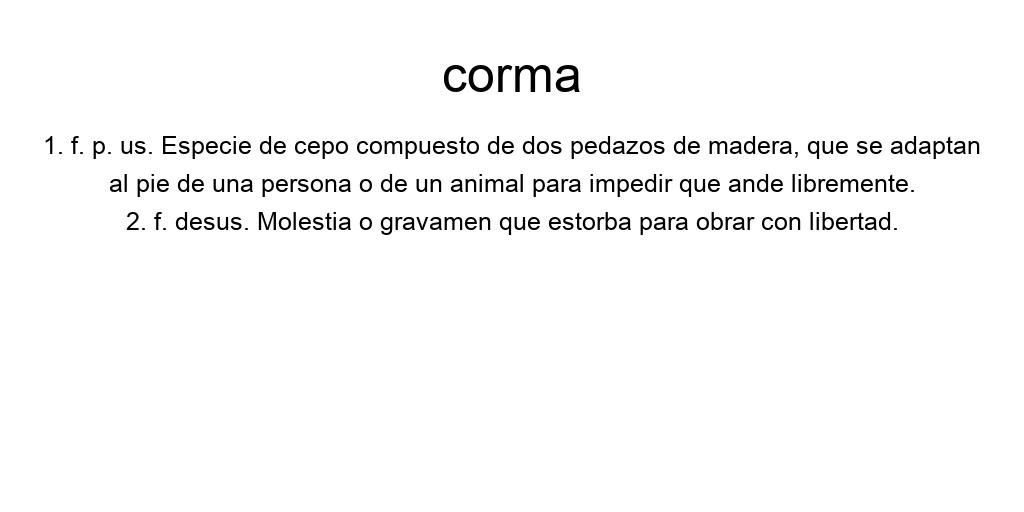 corma
1. f. p. us. Especie de cepo compuesto de dos pedazos de madera, que se adaptan
al pie de una persona o de un animal para impedir que ande libremente.
2. f. desus. Molestia o gravamen que estorba para obrar con libertad.